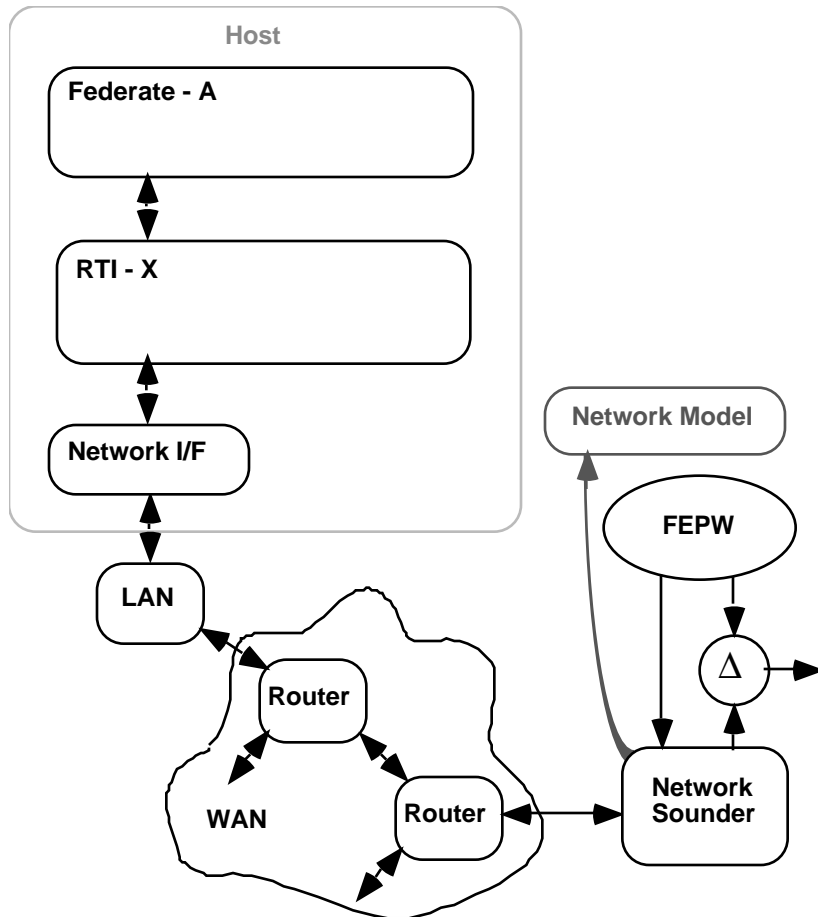 Host
Federate - A
RTI - X
Network I/F
Network Model
FEPW
LAN
Δ
Router
Network
Sounder
WAN
Router